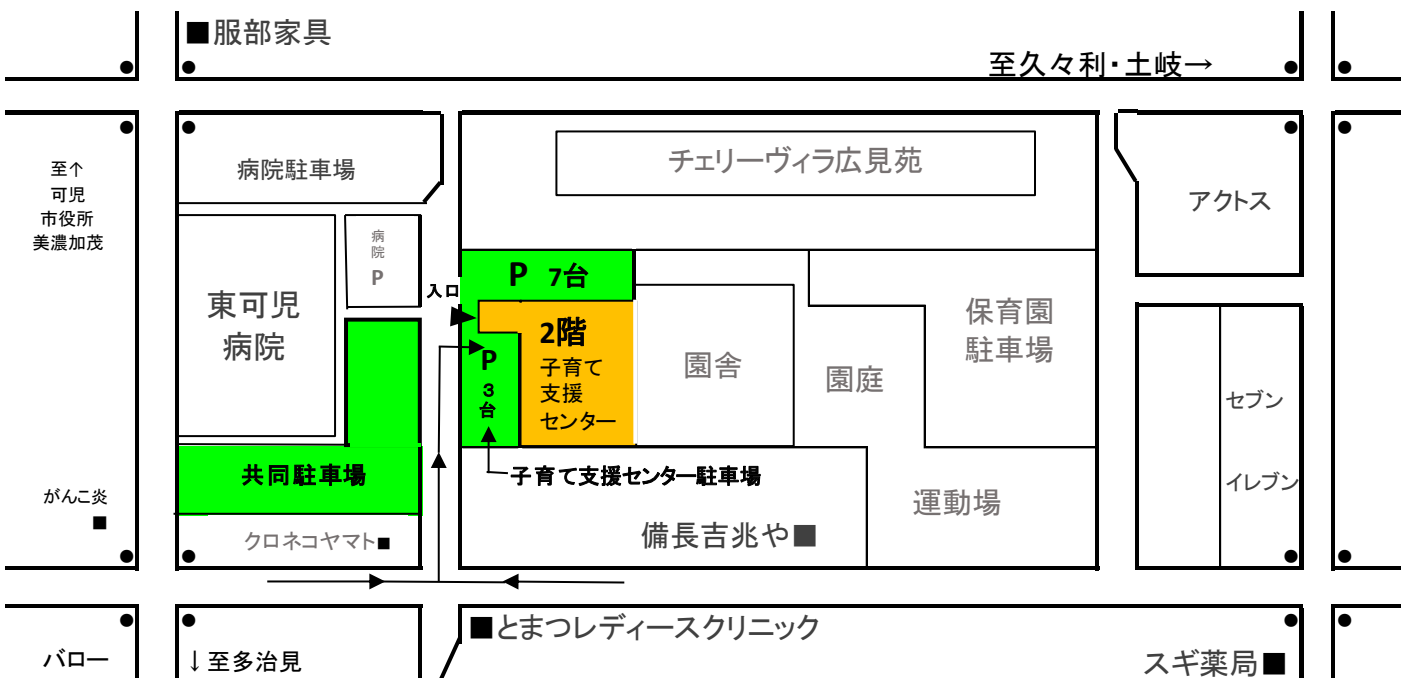 ■服部家具
至久々利・土岐→
至↑
可児
市役所
美濃加茂
病院駐車場
チェリーヴィラ広見苑
アクトス
病
院
P
東可児
病院
入口
P 7台
2階
子育て
支援
センター
P
3
台
園舎
園庭
保育園
駐車場
セブン
イレブン
共同駐車場
子育て支援センター駐車場
がんこ炎
■
クロネコヤマト■
備長吉兆や■
運動場
バロー
↓至多治見
■とまつレディースクリニック
スギ薬局■